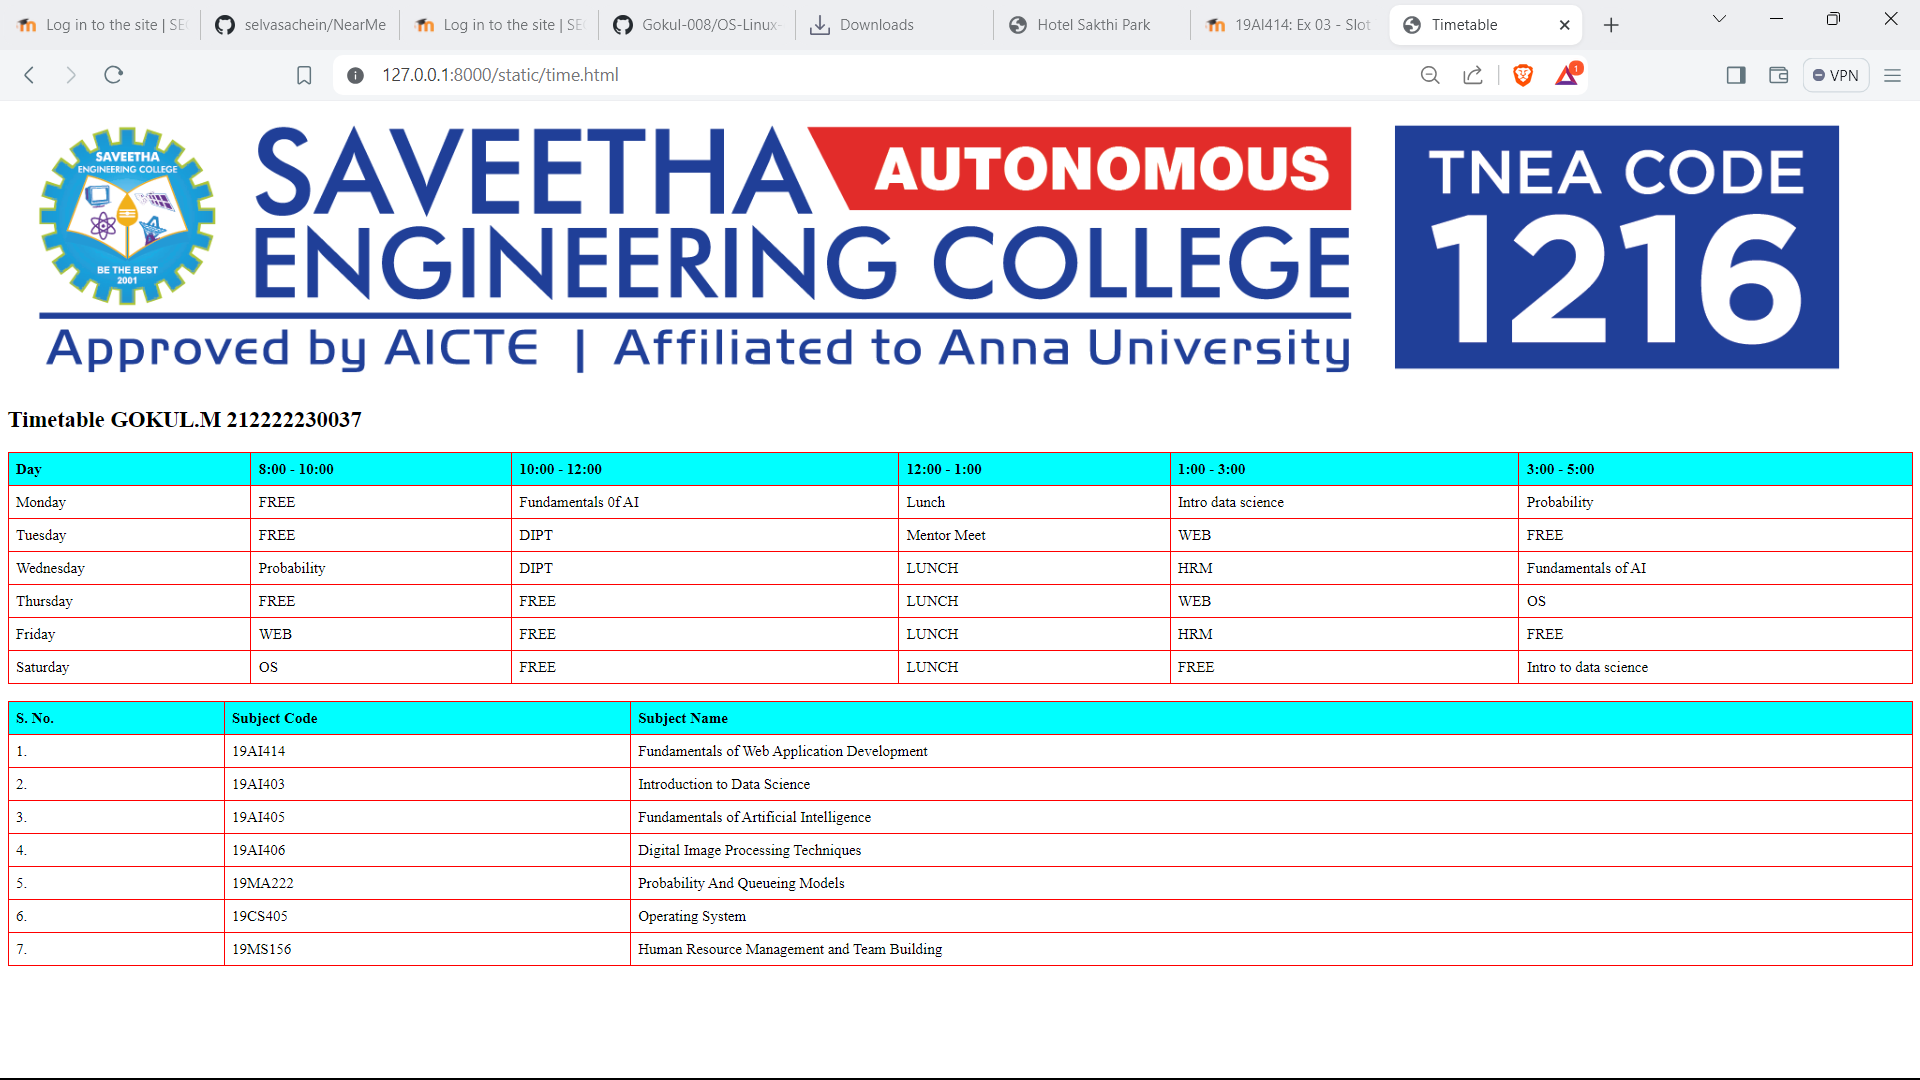 Log in to the site | SE
selvasachein/NearMe
Log in to the site | SE
Gokul-008/OS-Linux-
Downloads
Hotel Sakthi Park
19AI414: Ex 03 - Slot
Timetable
127.0.0.1:8000/static/time.html
1
VPN
SAVEETHA
ENGINEERING COLLEGE
BE THE BEST
2001
SAVEETHA AUTONOMOUS
ENGINEERING COLLEGE
Approved by AICTE | Affiliated to Anna University
TNEA CODE
1216
Timetable GOKUL.M 212222230037
Day 8:00 - 10:00 10:00 - 12:00 12:00 - 1:00 1:00 - 3:00 3:00 - 5:00
Monday FREE Fundamentals 0f AI Lunch Intro data science Probability
Tuesday FREE DIPT Mentor Meet WEB FREE
Wednesday Probability DIPT LUNCH HRM Fundamentals of AI
Thursday FREE FREE LUNCH WEB OS
Friday WEB FREE LUNCH HRM FREE
Saturday OS FREE LUNCH FREE Intro to data science
S. No. Subject Code Subject Name
1. 19AI414 Fundamentals of Web Application Development
2. 19AI403 Introduction to Data Science
3. 19AI405 Fundamentals of Artificial Intelligence
4. 19AI406 Digital Image Processing Techniques
5. 19MA222 Probability And Queueing Models
6. 19CS405 Operating System
7. 19MS156 Human Resource Management and Team Building